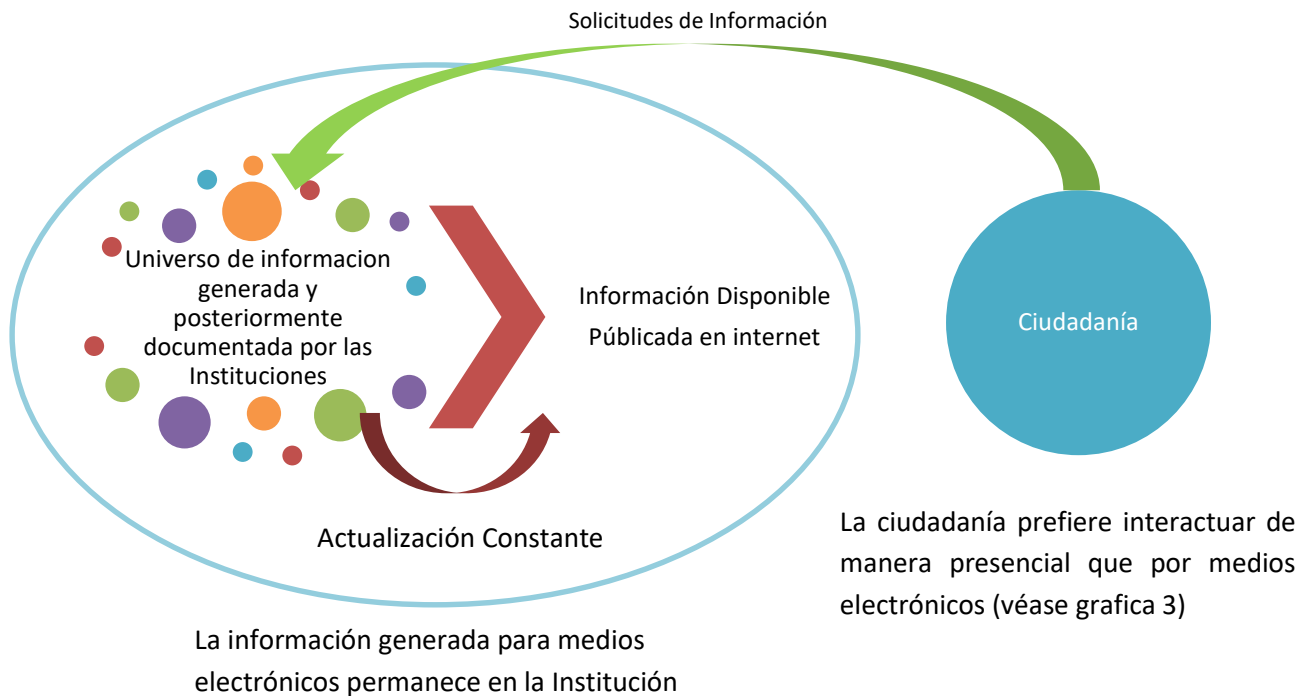 Solicitudes de Información
Universo de informacion
generada y
posteriormente
documentada por las
Instituciones
Información Disponible
Públicada en internet
Ciudadanía
Actualización Constante
La ciudadanía prefiere interactuar de
manera presencial que por medios
electrónicos (véase grafica 3)
La información generada para medios
electrónicos permanece en la Institución